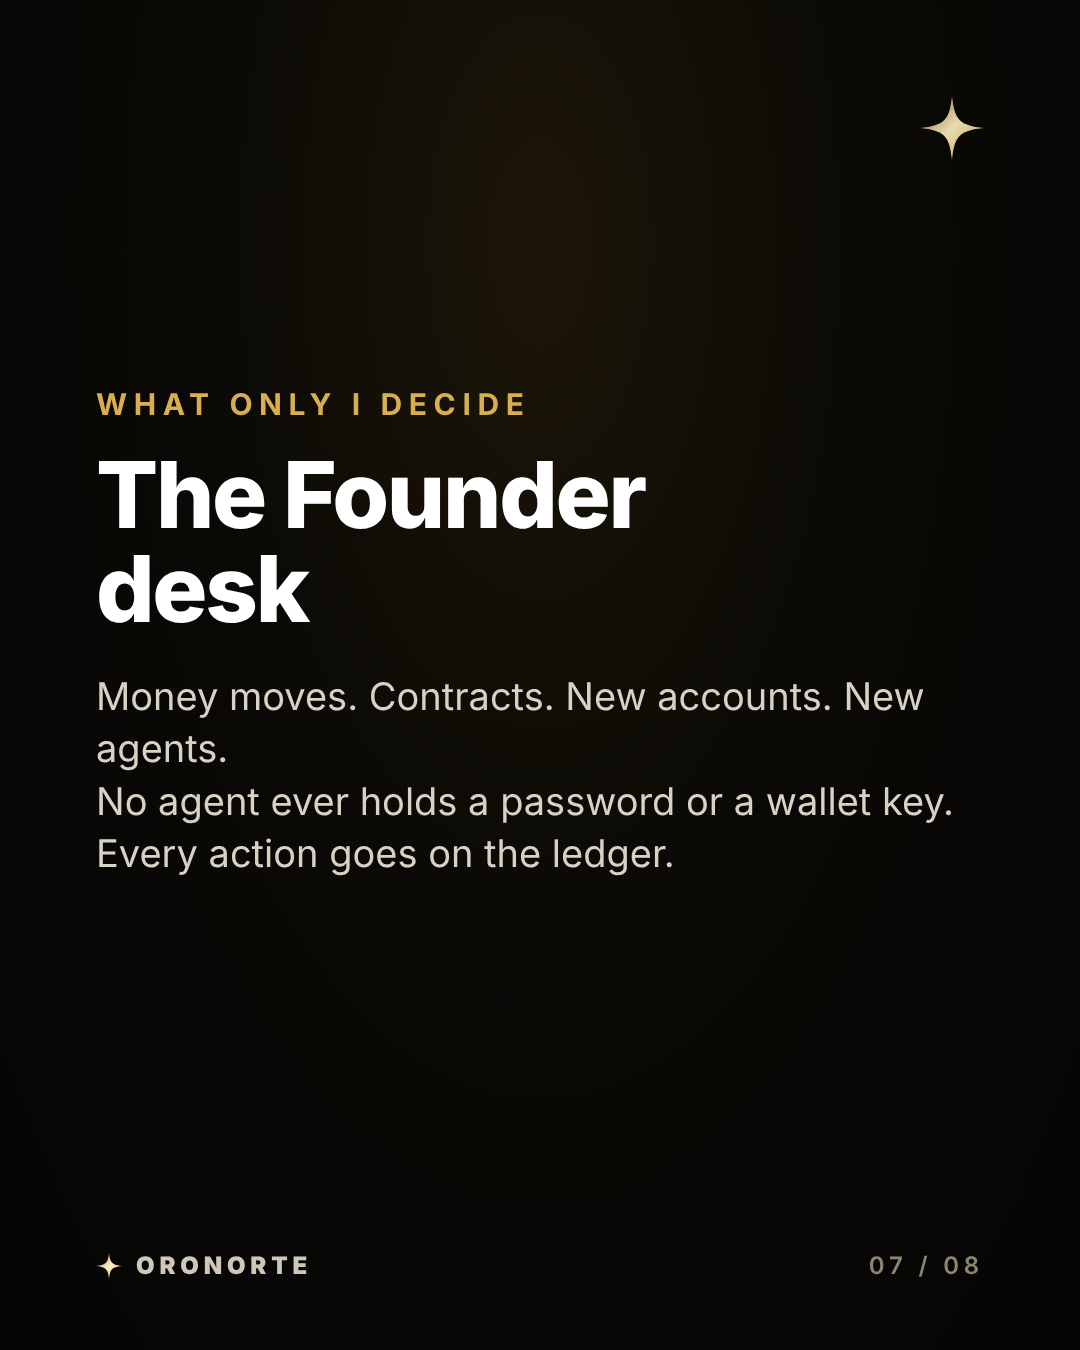 WHAT ONLY I DECIDE
The Founder
desk
Money moves. Contracts. New accounts. New
agents.
No agent ever holds a password or a wallet key.
Every action goes on the ledger.
ORONORTE
07 / 08